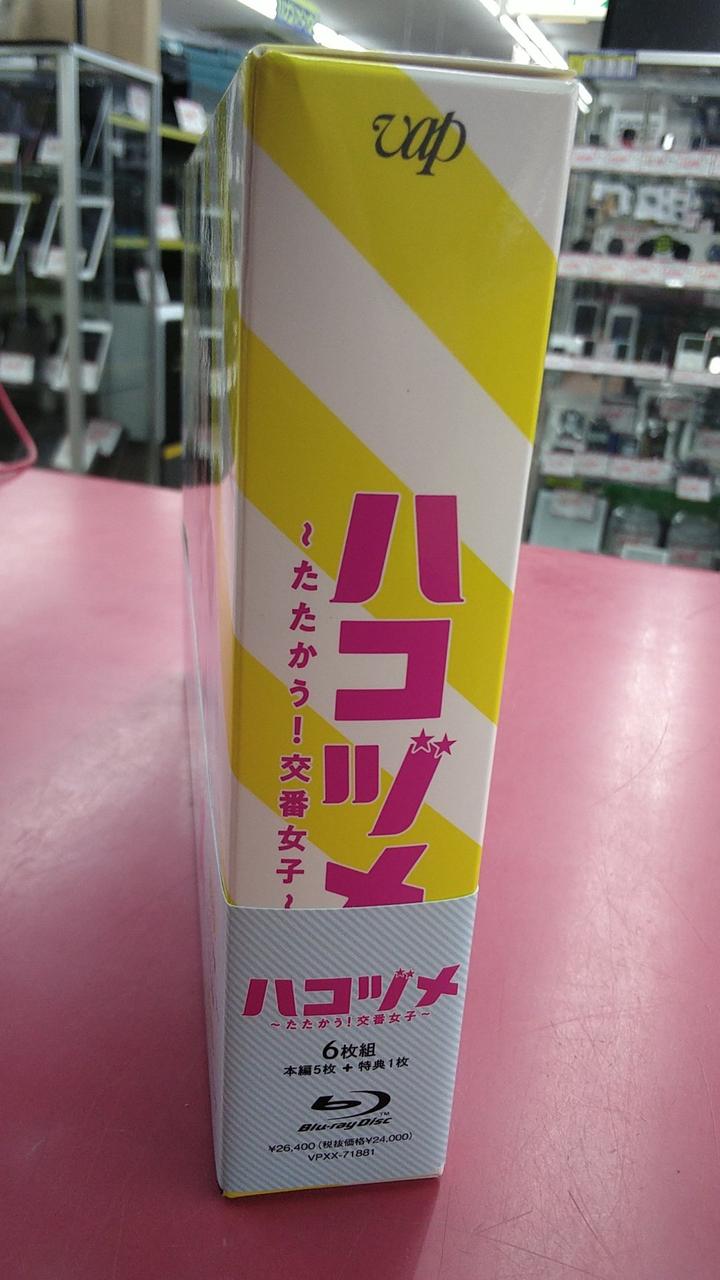 vap
ハコヅメ
～たたかう！交番女子～
ハコヅメ
～たたかう！交番女子～
6枚組
本編5枚 + 特典1枚
Blu-ray Disc™
¥26,400（税抜価格¥24,000）
VPXX-71881